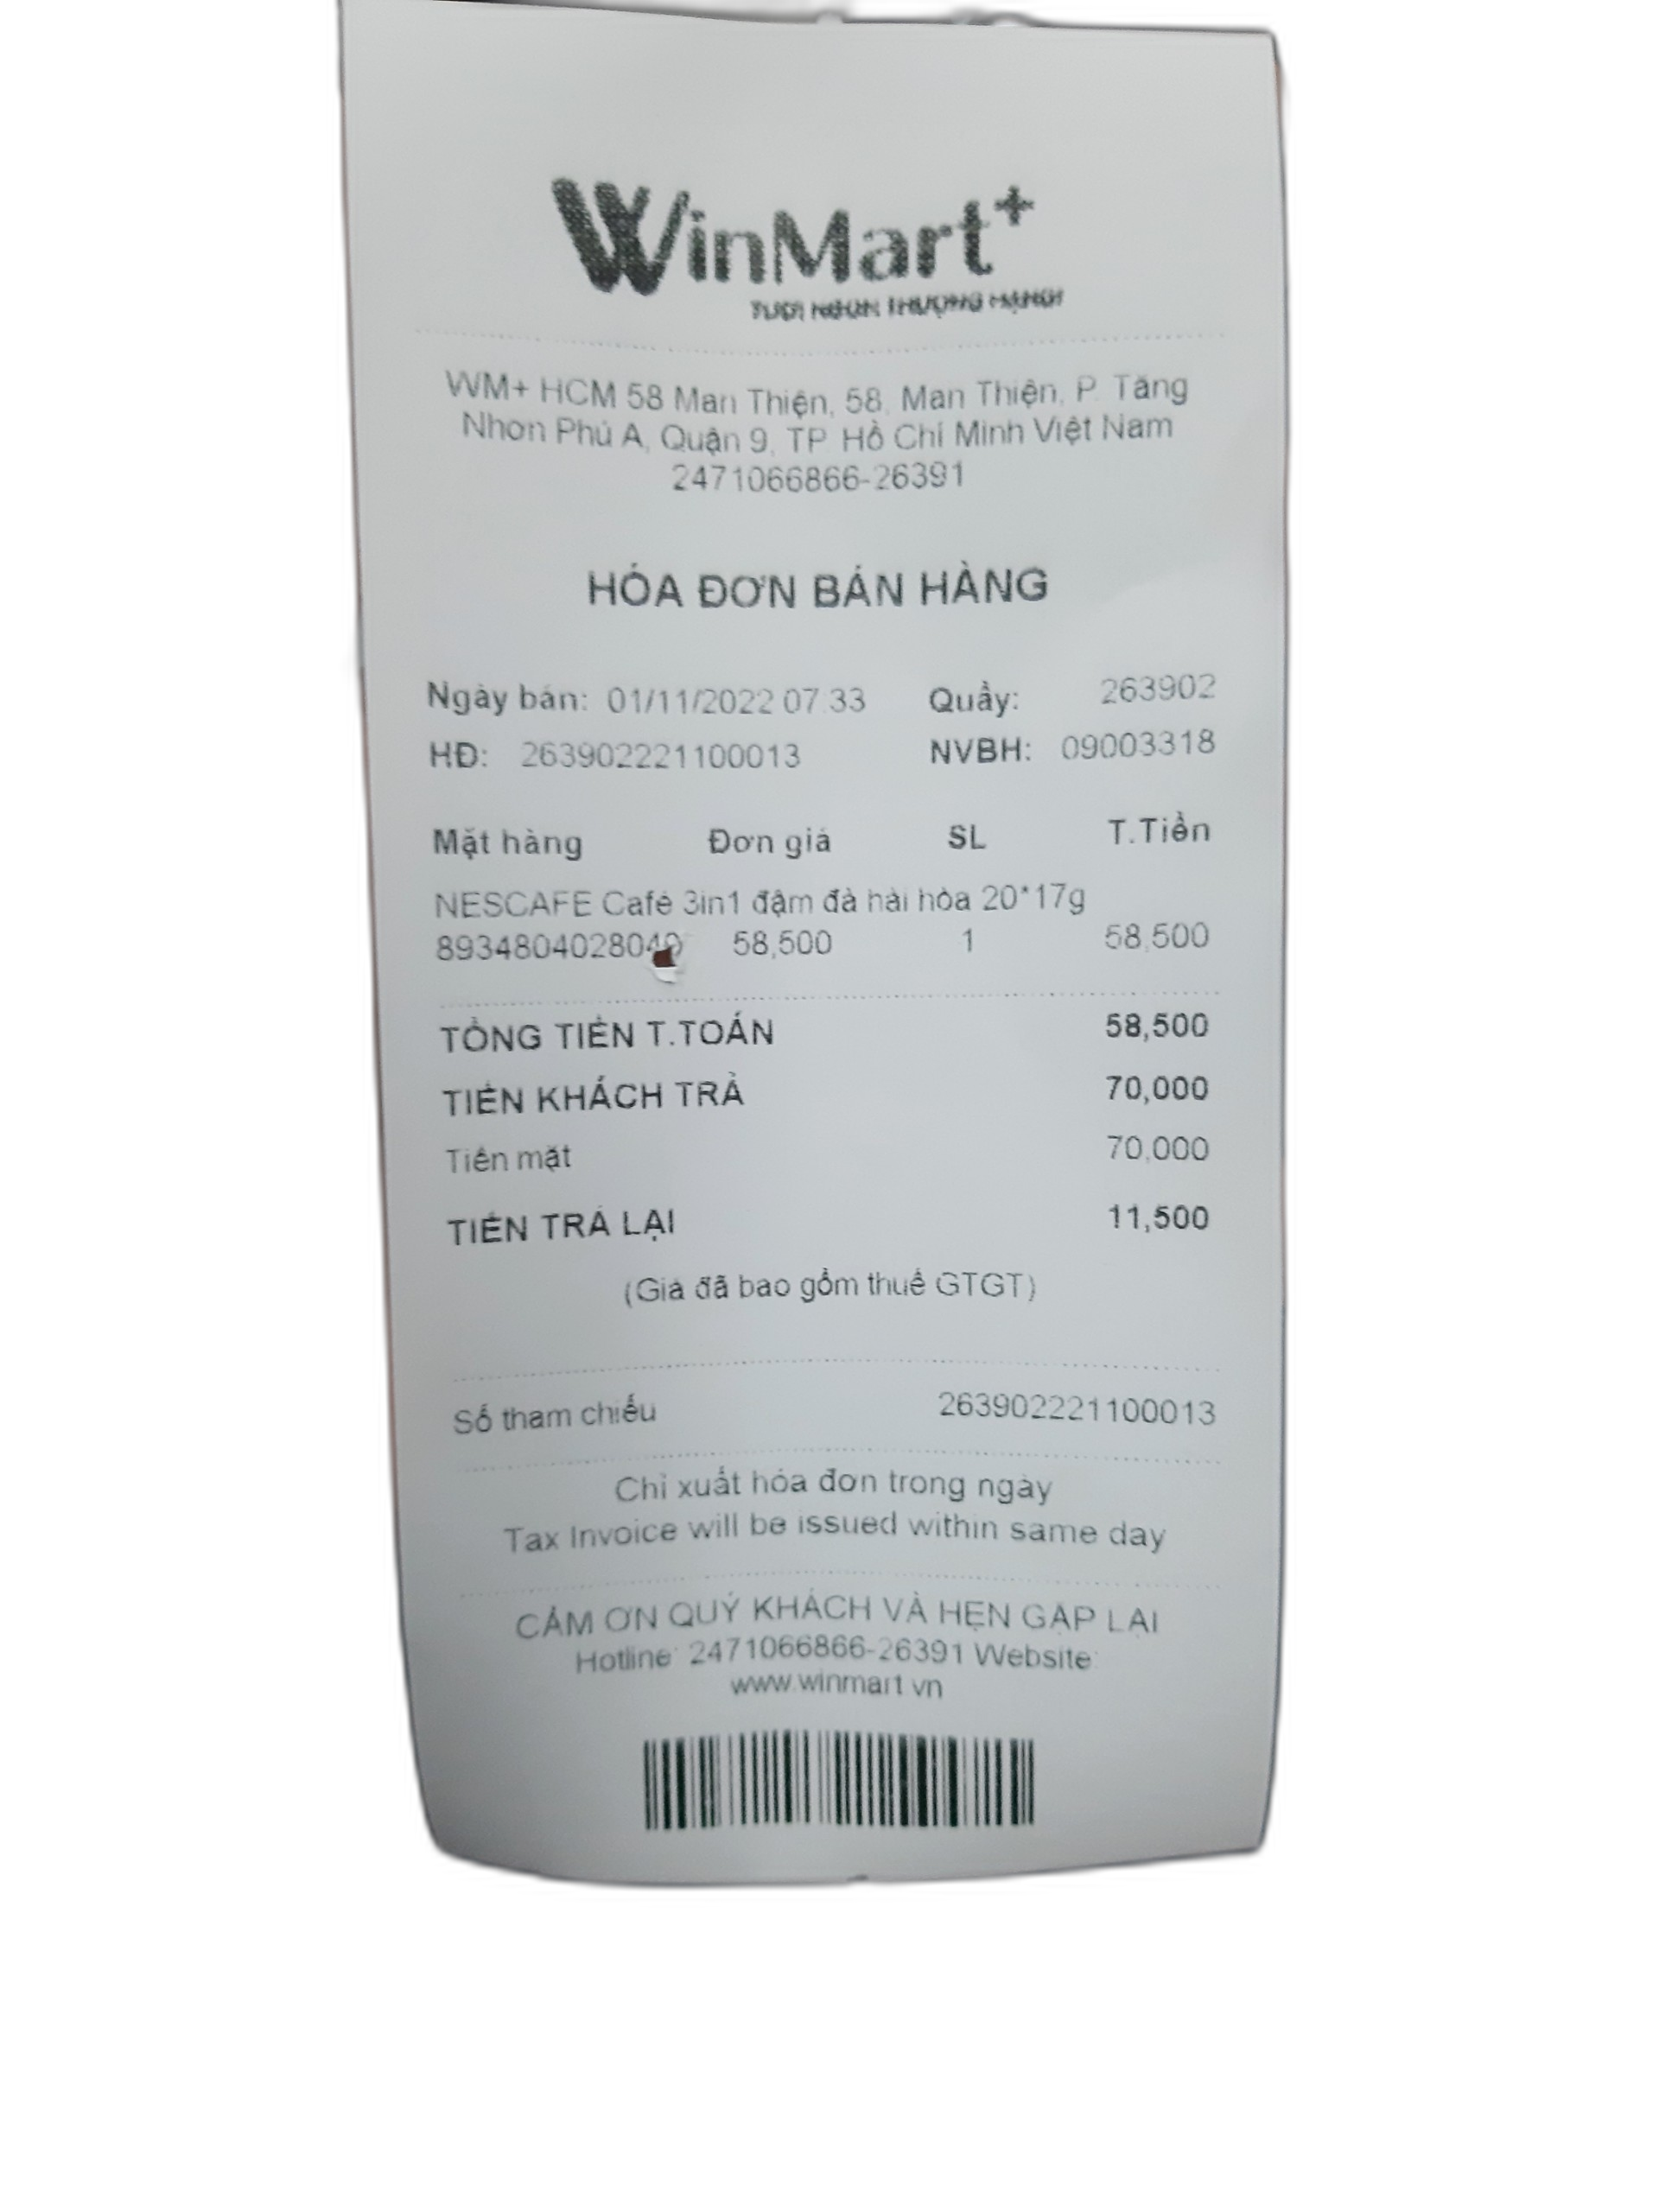 WinMart+
TƯƠI NGON THƯỢNG HẠNG!
WM+ HCM 58 Man Thiện, 58, Man Thiện, P. Tăng
Nhơn Phú A, Quận 9, TP. Hồ Chí Minh Việt Nam
2471066866-26391
HÓA ĐƠN BÁN HÀNG
Ngày bán: 01/11/2022 07:33 Quầy: 263902
HĐ: 263902221100013 NVBH: 09003318
Mặt hàng Đơn giá SL T.Tiền
NESCAFE Café 3in1 đậm đà hài hòa 20*17g
58,500 1 58,500
TỔNG TIỀN T.TOÁN 58,500
TIỀN KHÁCH TRẢ 70,000
Tiền mặt 70,000
TIỀN TRẢ LẠI 11,500
(Giá đã bao gồm thuế GTGT)
Số tham chiếu 263902221100013
Chỉ xuất hóa đơn trong ngày
Tax Invoice will be issued within same day
CẢM ƠN QUÝ KHÁCH VÀ HẸN GẶP LẠI
Hotline: 2471066866-26391 Website:
www.winmart.vn